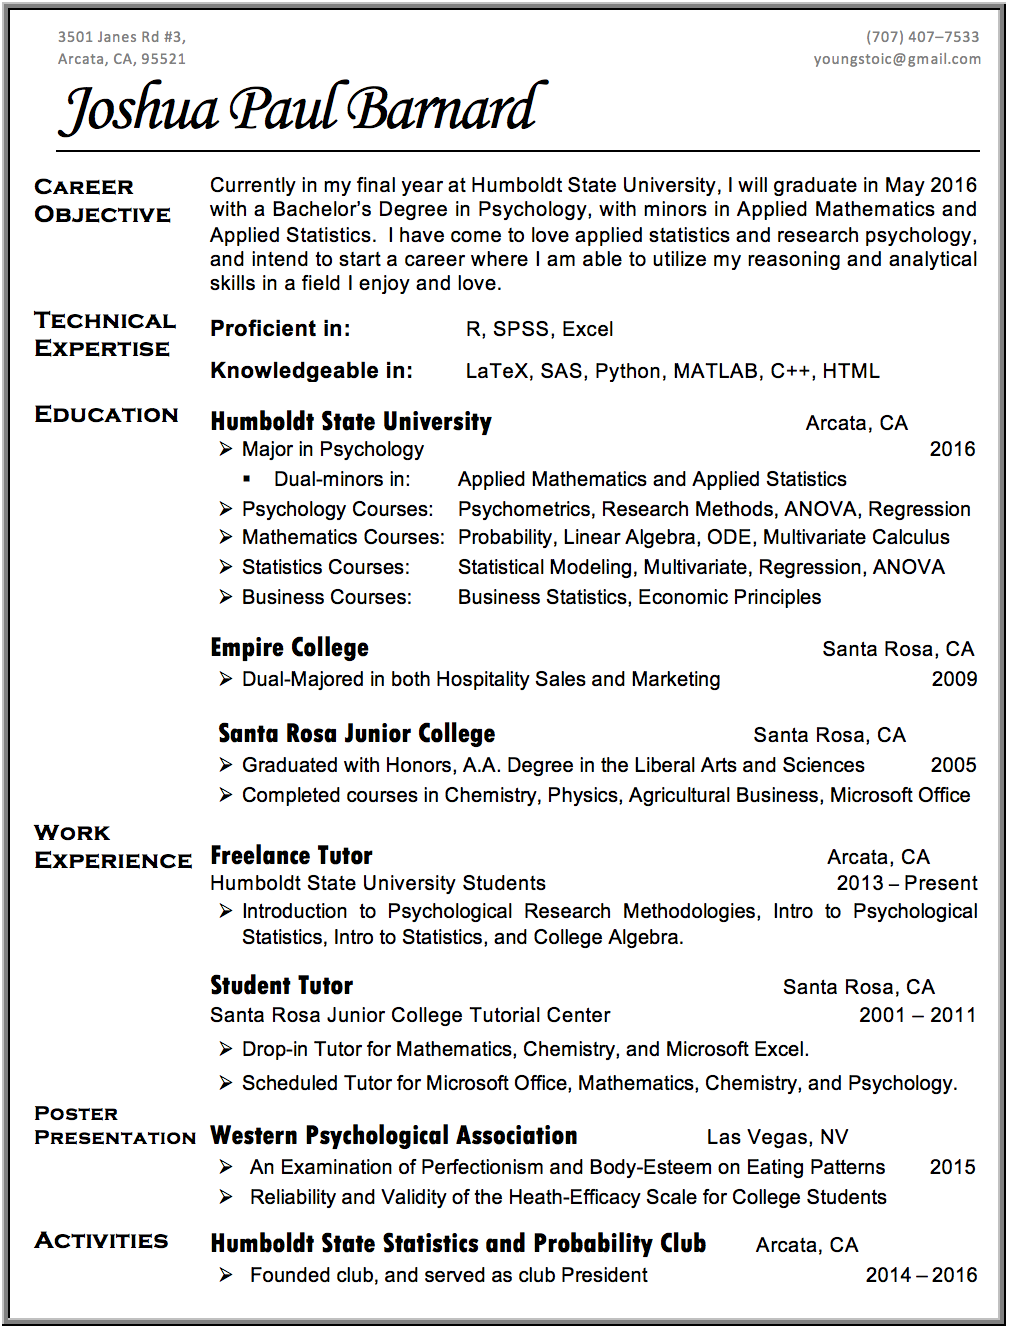 3501 Janes Rd #3, (707) 407–7533
Arcata, CA, 95521 youngstoic@gmail.com
Joshua Paul Barnard
CAREER OBJECTIVE
Currently in my final year at Humboldt State University, I will graduate in May 2016
with a Bachelor's Degree in Psychology, with minors in Applied Mathematics and
Applied Statistics. I have come to love applied statistics and research psychology,
and intend to start a career where I am able to utilize my reasoning and analytical
skills in a field I enjoy and love.
TECHNICAL EXPERTISE
Proficient in: R, SPSS, Excel
Knowledgeable in: LaTeX, SAS, Python, MATLAB, C++, HTML
EDUCATION
Humboldt State University Arcata, CA
➢ Major in Psychology 2016
▪ Dual-minors in: Applied Mathematics and Applied Statistics
➢ Psychology Courses: Psychometrics, Research Methods, ANOVA, Regression
➢ Mathematics Courses: Probability, Linear Algebra, ODE, Multivariate Calculus
➢ Statistics Courses: Statistical Modeling, Multivariate, Regression, ANOVA
➢ Business Courses: Business Statistics, Economic Principles
Empire College Santa Rosa, CA
➢ Dual-Majored in both Hospitality Sales and Marketing 2009
Santa Rosa Junior College Santa Rosa, CA
➢ Graduated with Honors, A.A. Degree in the Liberal Arts and Sciences 2005
➢ Completed courses in Chemistry, Physics, Agricultural Business, Microsoft Office
WORK EXPERIENCE
Freelance Tutor Arcata, CA
Humboldt State University Students 2013 – Present
➢ Introduction to Psychological Research Methodologies, Intro to Psychological
Statistics, Intro to Statistics, and College Algebra.
Student Tutor Santa Rosa, CA
Santa Rosa Junior College Tutorial Center 2001 – 2011
➢ Drop-in Tutor for Mathematics, Chemistry, and Microsoft Excel.
➢ Scheduled Tutor for Microsoft Office, Mathematics, Chemistry, and Psychology.
POSTER PRESENTATION
Western Psychological Association Las Vegas, NV
➢ An Examination of Perfectionism and Body-Esteem on Eating Patterns 2015
➢ Reliability and Validity of the Heath-Efficacy Scale for College Students
ACTIVITIES
Humboldt State Statistics and Probability Club Arcata, CA
➢ Founded club, and served as club President 2014 – 2016